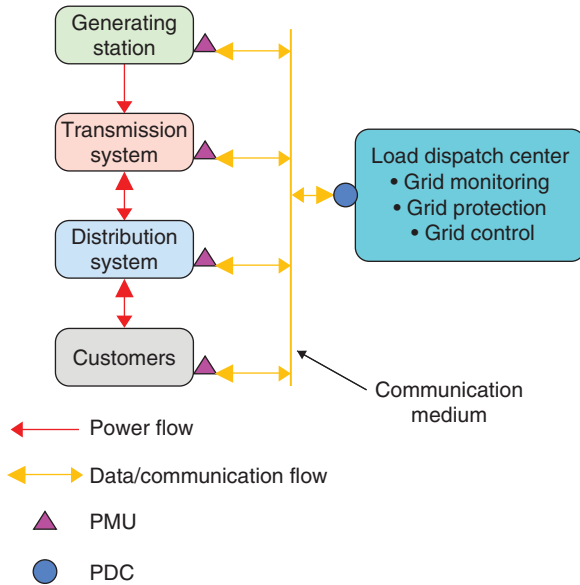 Generating
station
Transmission
system
Distribution
system
Customers
Load dispatch center
• Grid monitoring
• Grid protection
• Grid control
Communication
medium
Power flow
Data/communication flow
PMU
PDC